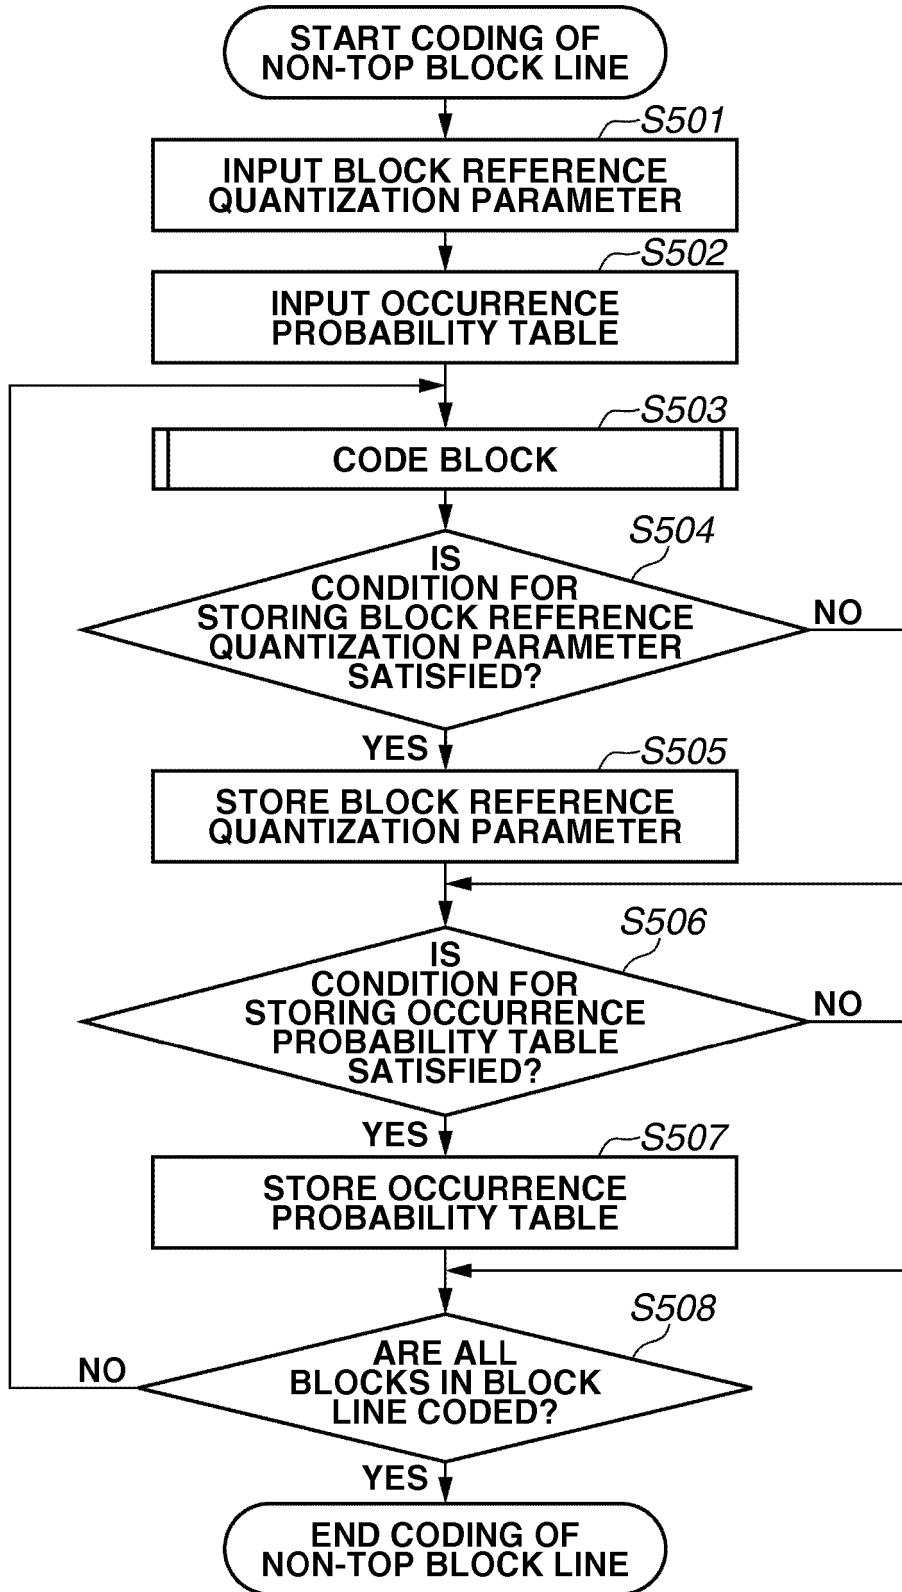 START CODING OF
NON-TOP BLOCK LINE
S501
INPUT BLOCK REFERENCE
QUANTIZATION PARAMETER
S502
INPUT OCCURRENCE
PROBABILITY TABLE
S503
CODE BLOCK
S504
IS
CONDITION FOR
STORING BLOCK REFERENCE
QUANTIZATION PARAMETER
SATISFIED?
NO
YES
S505
STORE BLOCK REFERENCE
QUANTIZATION PARAMETER
S506
IS
CONDITION FOR
STORING OCCURRENCE
PROBABILITY TABLE
SATISFIED?
NO
YES
S507
STORE OCCURRENCE
PROBABILITY TABLE
S508
ARE ALL
BLOCKS IN BLOCK
LINE CODED?
NO
YES
END CODING OF
NON-TOP BLOCK LINE